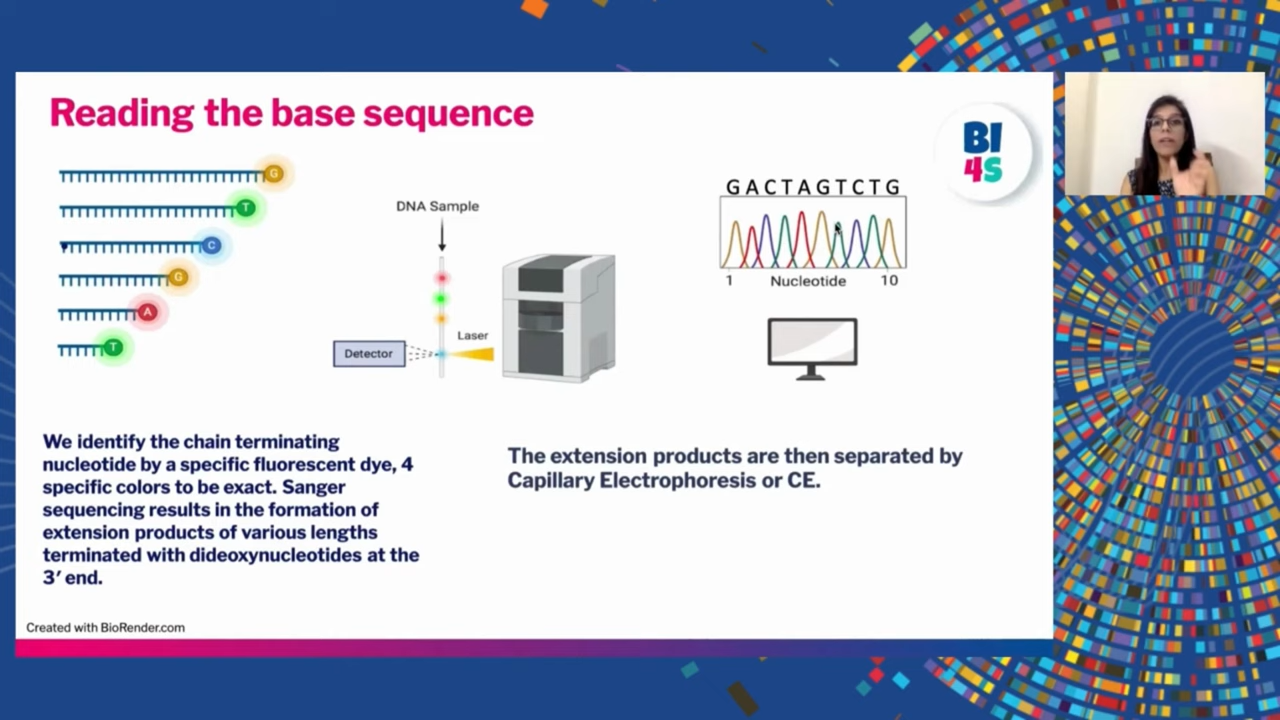 Reading the base sequence
BI
4S
G
T
C
G
A
T
DNA Sample
Laser
Detector
GACTAGTCTG
1 Nucleotide 10
We identify the chain terminating
nucleotide by a specific fluorescent dye, 4
specific colors to be exact. Sanger
sequencing results in the formation of
extension products of various lengths
terminated with dideoxynucleotides at the
3′ end.
The extension products are then separated by
Capillary Electrophoresis or CE.
Created with BioRender.com